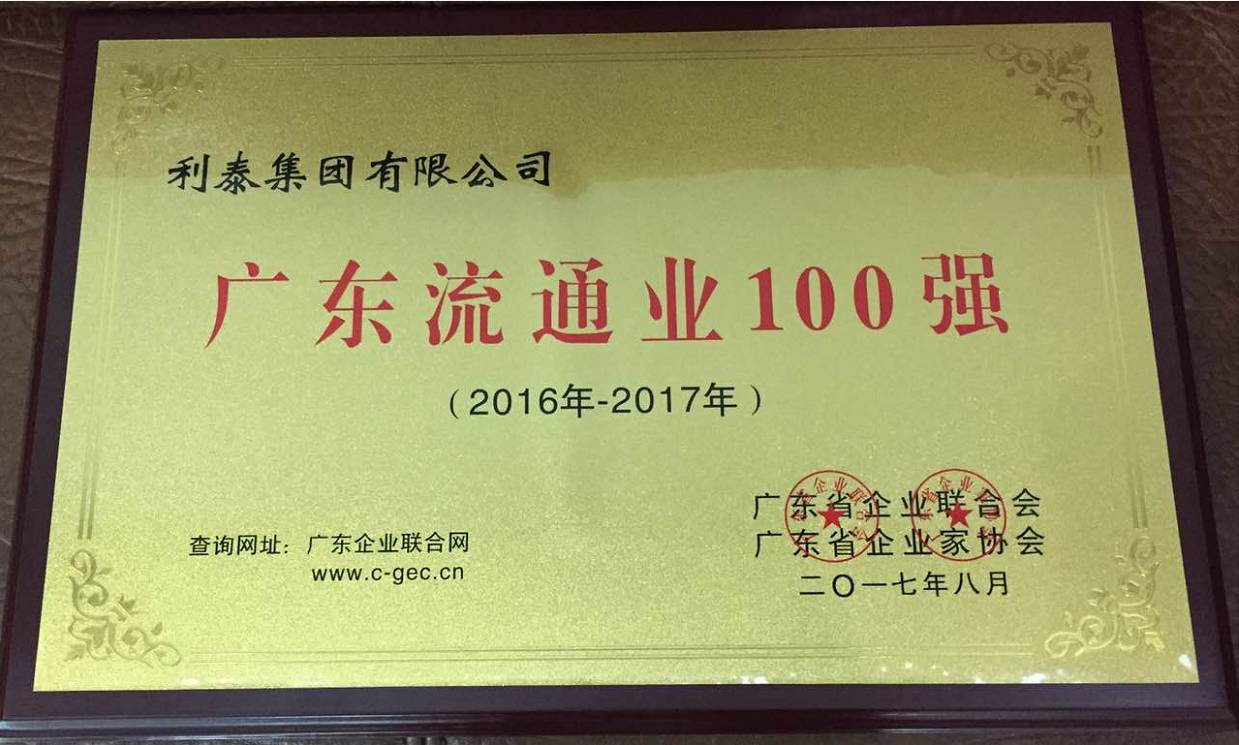 利泰集团有限公司
广东流通业100强
（2016年-2017年）
广东省企业联合会
广东省企业家协会
二〇一七年八月
查询网址：广东企业联合网
www.c-gec.cn